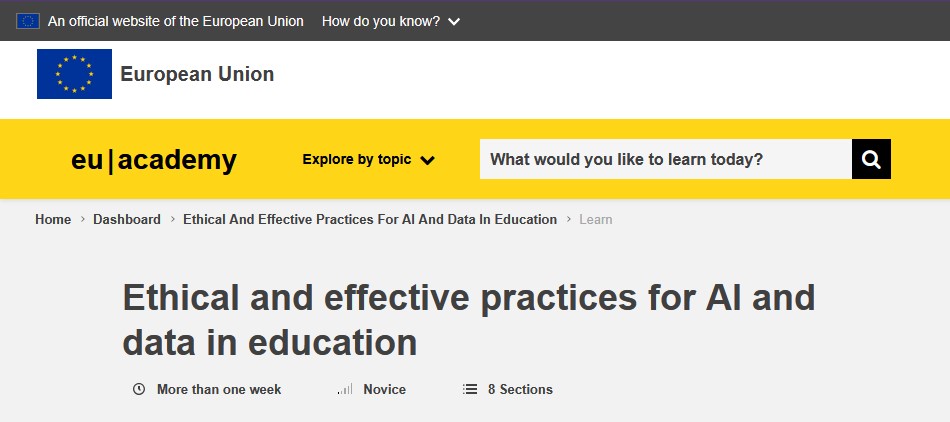 An official website of the European Union How do you know?
European Union
eu|academy Explore by topic What would you like to learn today?
Home > Dashboard > Ethical And Effective Practices For AI And Data In Education > Learn
Ethical and effective practices for AI and
data in education
More than one week Novice 8 Sections